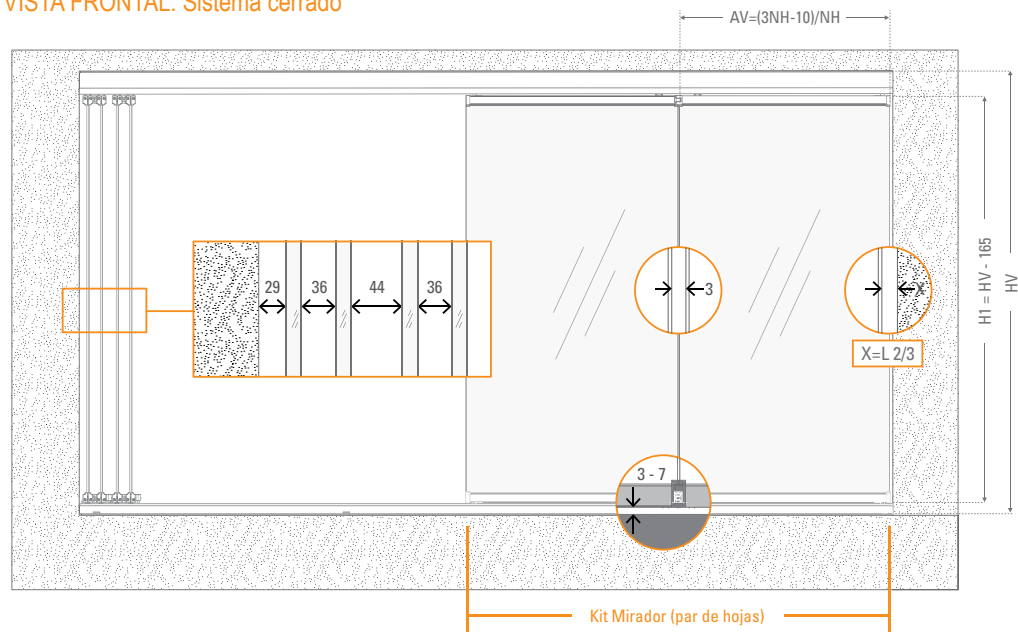 VISTA FRONTAL. Sistema cerrado
AV=(3NH-10)/NH
29
36
44
36
3
X
X=L 2/3
H1 = HV - 165
HV
3 - 7
Kit Mirador (par de hojas)